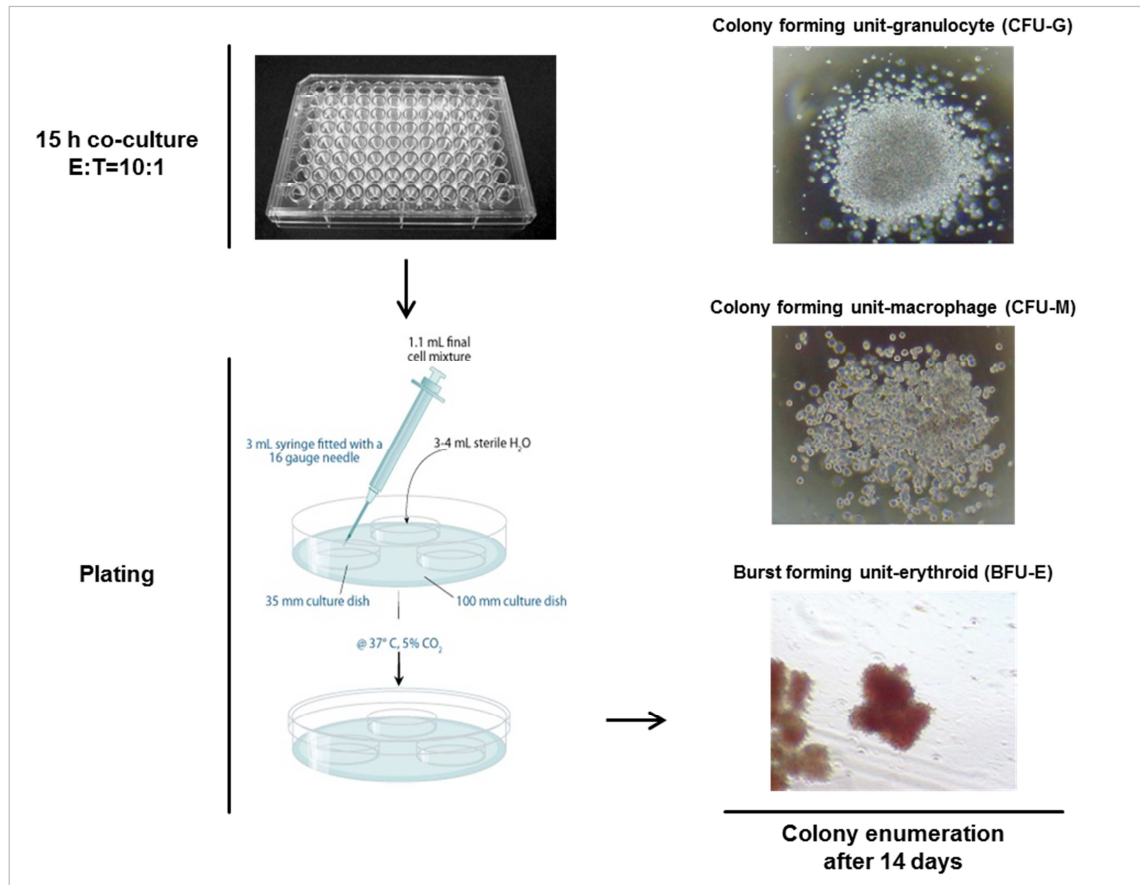 15 h co-culture
E:T=10:1
Plating
1.1 mL final
cell mixture
3 mL syringe fitted with a
16 gauge needle
3-4 mL sterile H₂O
35 mm culture dish
100 mm culture dish
@ 37° C, 5% CO₂
Colony forming unit-granulocyte (CFU-G)
Colony forming unit-macrophage (CFU-M)
Burst forming unit-erythroid (BFU-E)
Colony enumeration
after 14 days